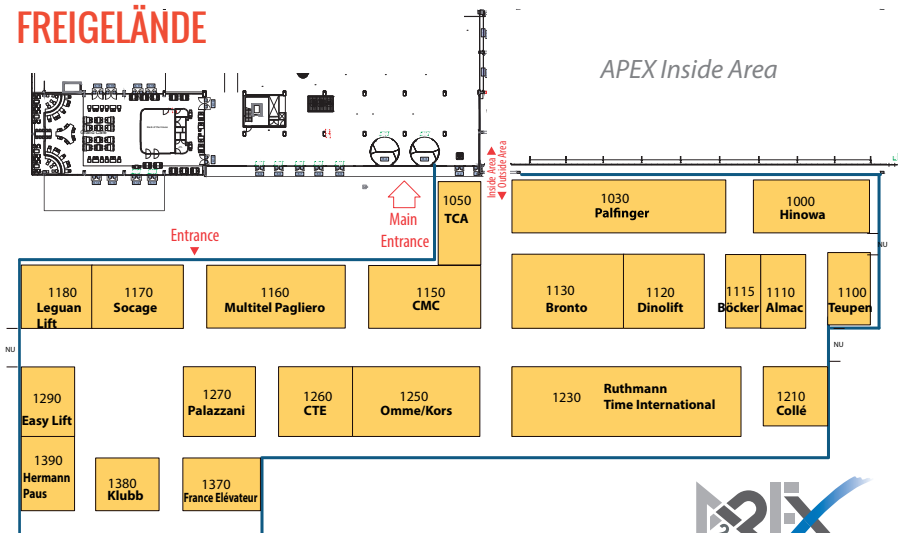 FREIGELÄNDE
APEX Inside Area
Inside Area
Outside Area
Main
Entrance
Entrance
1050
TCA
1030
Palfinger
1000
Hinowa
NU
1180
Leguan
Lift
1170
Socage
1160
Multitel Pagliero
1150
CMC
1130
Bronto
1120
Dinolift
1115
Böcker
1110
Almac
1100
Teupen
NU
NU
1290
Easy Lift
1270
Palazzani
1260
CTE
1250
Omme/Kors
1230
Ruthmann
Time International
1210
Collé
1390
Hermann
Paus
1380
Klubb
1370
France Elévateur